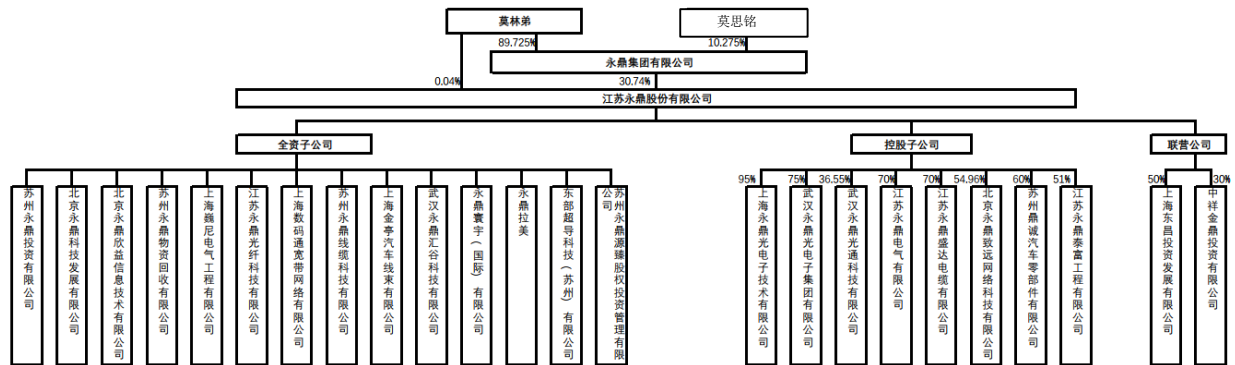 莫林弟
莫思铭
89.725%
10.275%
永鼎集团有限公司
0.04%
30.74%
江苏永鼎股份有限公司
全资子公司
控股子公司
联营公司
苏州永鼎投资有限公司
北京永鼎科技发展有限公司
北京永鼎欣益信息技术有限公司
苏州永鼎物资回收有限公司
上海巍尼电气工程有限公司
江苏永鼎光纤科技有限公司
上海数码通宽带网络有限公司
苏州永鼎线缆科技有限公司
上海金亭汽车线束有限公司
武汉永鼎汇谷科技有限公司
永鼎寰宇（国际）有限公司
永鼎拉美
东部超导科技（苏州）有限公司
苏州永鼎源臻股权投资管理有限
公司
95%
上海永鼎光电子技术有限公司
75%
武汉永鼎光电子集团有限公司
36.55%
武汉永鼎光通科技有限公司
70%
江苏永鼎电气有限公司
70%
江苏永鼎盛达电缆有限公司
54.96%
北京永鼎致远网络科技有限公司
60%
苏州鼎诚汽车零部件有限公司
51%
江苏永鼎泰富工程有限公司
50%
上海东昌投资发展有限公司
30%
中祥金鼎投资有限公司